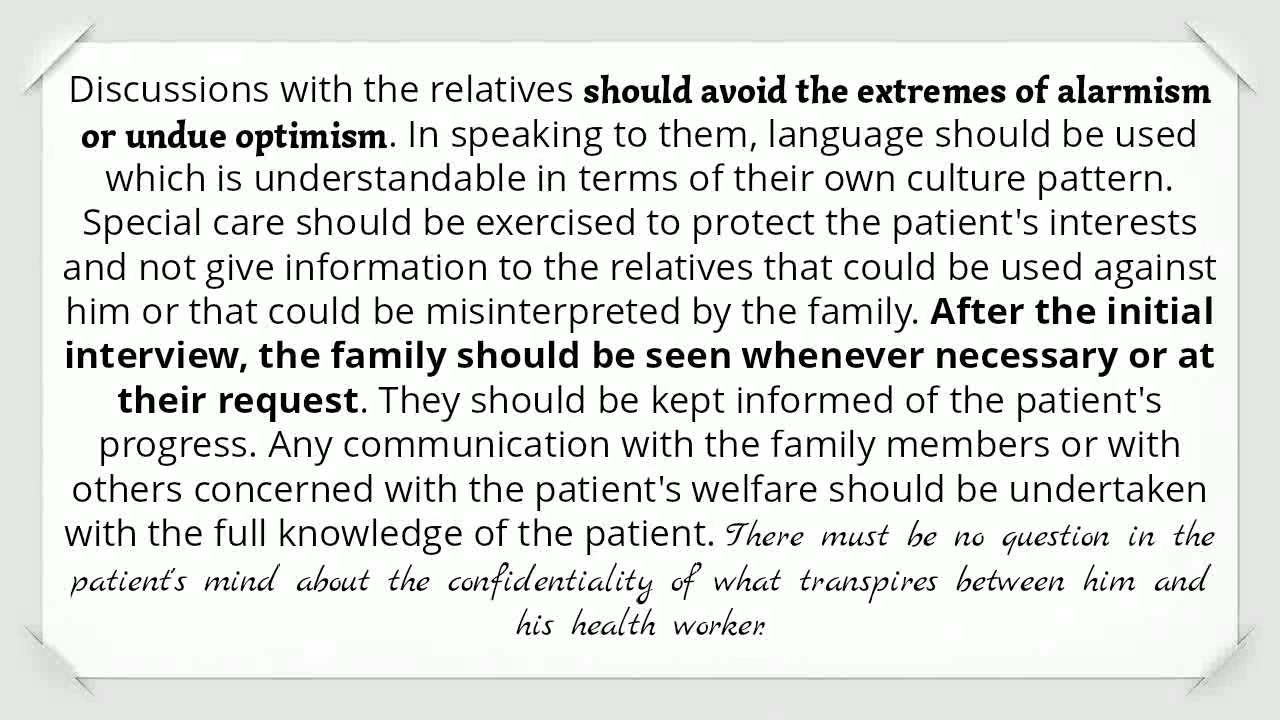 Discussions with the relatives should avoid the extremes of alarmism
or undue optimism. In speaking to them, language should be used
which is understandable in terms of their own culture pattern.
Special care should be exercised to protect the patient's interests
and not give information to the relatives that could be used against
him or that could be misinterpreted by the family. After the initial
interview, the family should be seen whenever necessary or at
their request. They should be kept informed of the patient's
progress. Any communication with the family members or with
others concerned with the patient's welfare should be undertaken
with the full knowledge of the patient. There must be no question in the
patient's mind about the confidentiality of what transpires between him and
his health worker.